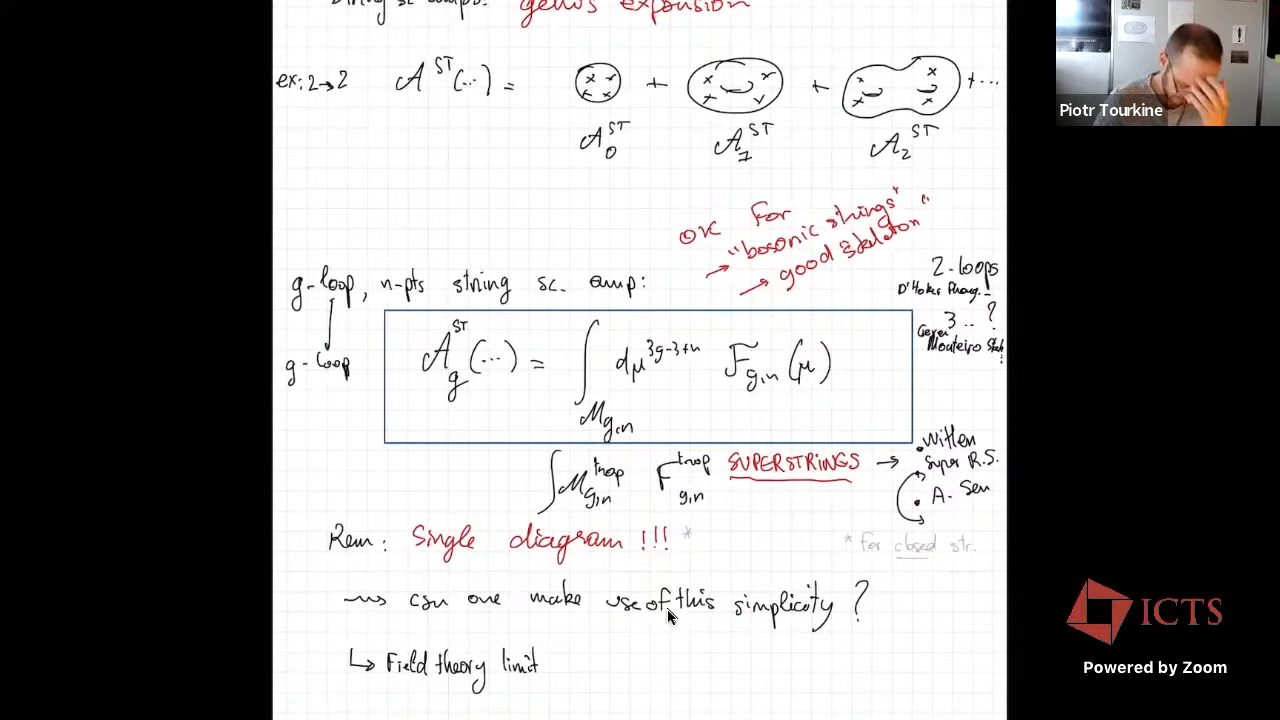 genus expansion
ex: 2→2 A^ST(...) = + + +...
A_0^ST A_1^ST A_2^ST
Piotr Tourkine
OK for
→ "bosonic strings"
→ "good skeleton"
g-loop, n-pts string sc. amp:
g-loop
2-loops
D'Hoker Phong..
3 .. ?
Geyer
Monteiro
A_g^ST(...) = ∫_{M_{g,n}} dμ^{3g-3+n} F_{g,n}(μ)
∫ M_{g,n}^{trop} F_{g,n}^{trop} SUPERSTRINGS →
• Witten
Super R.S.
• A. Sen
Rem: Single diagram !!! *
* for closed str.
can one make use of this simplicity ?
↳ Field theory limit
ICTS
Powered by Zoom